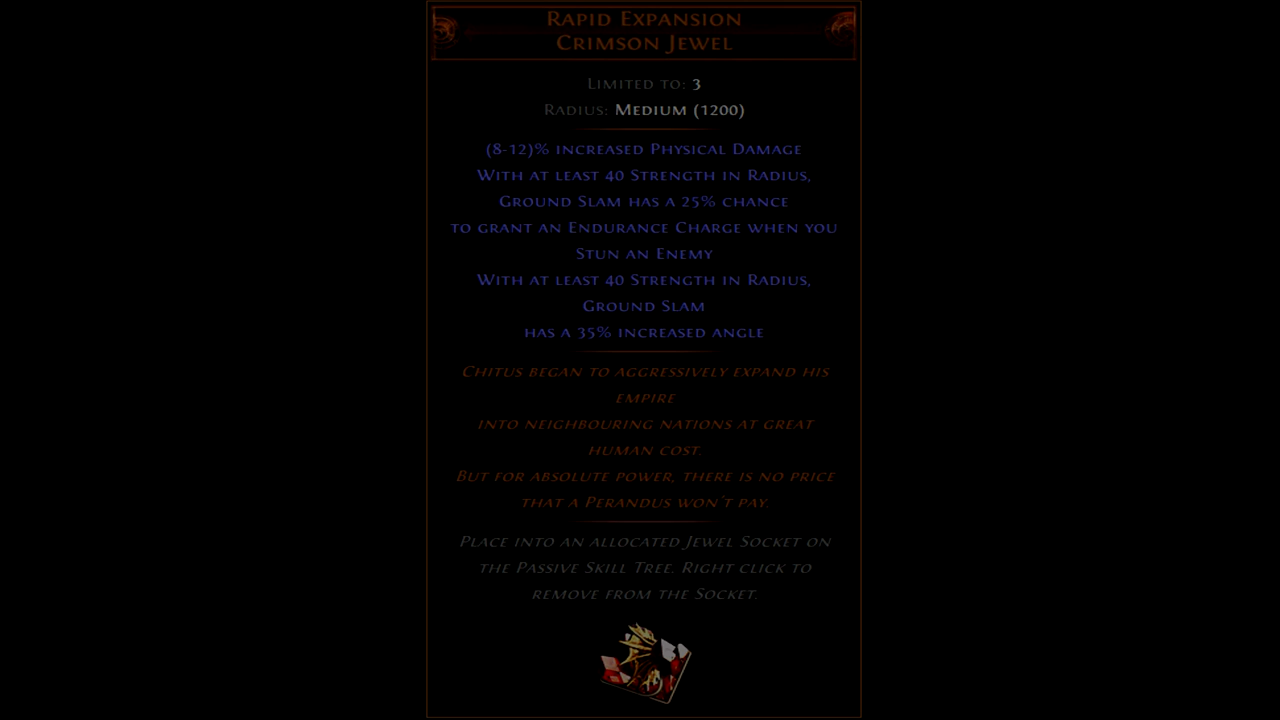 Rapid Expansion
Crimson Jewel
Limited to: 3
Radius: Medium (1200)
(8-12)% increased Physical Damage
With at least 40 Strength in Radius,
Ground Slam has a 25% chance
to grant an Endurance Charge when you
Stun an Enemy
With at least 40 Strength in Radius,
Ground Slam
has a 35% increased angle
Chitus began to aggressively expand his
empire
into neighbouring nations at great
human cost.
But for absolute power, there is no price
that a Perandus won't pay.
Place into an allocated Jewel Socket on
the Passive Skill Tree. Right click to
remove from the Socket.